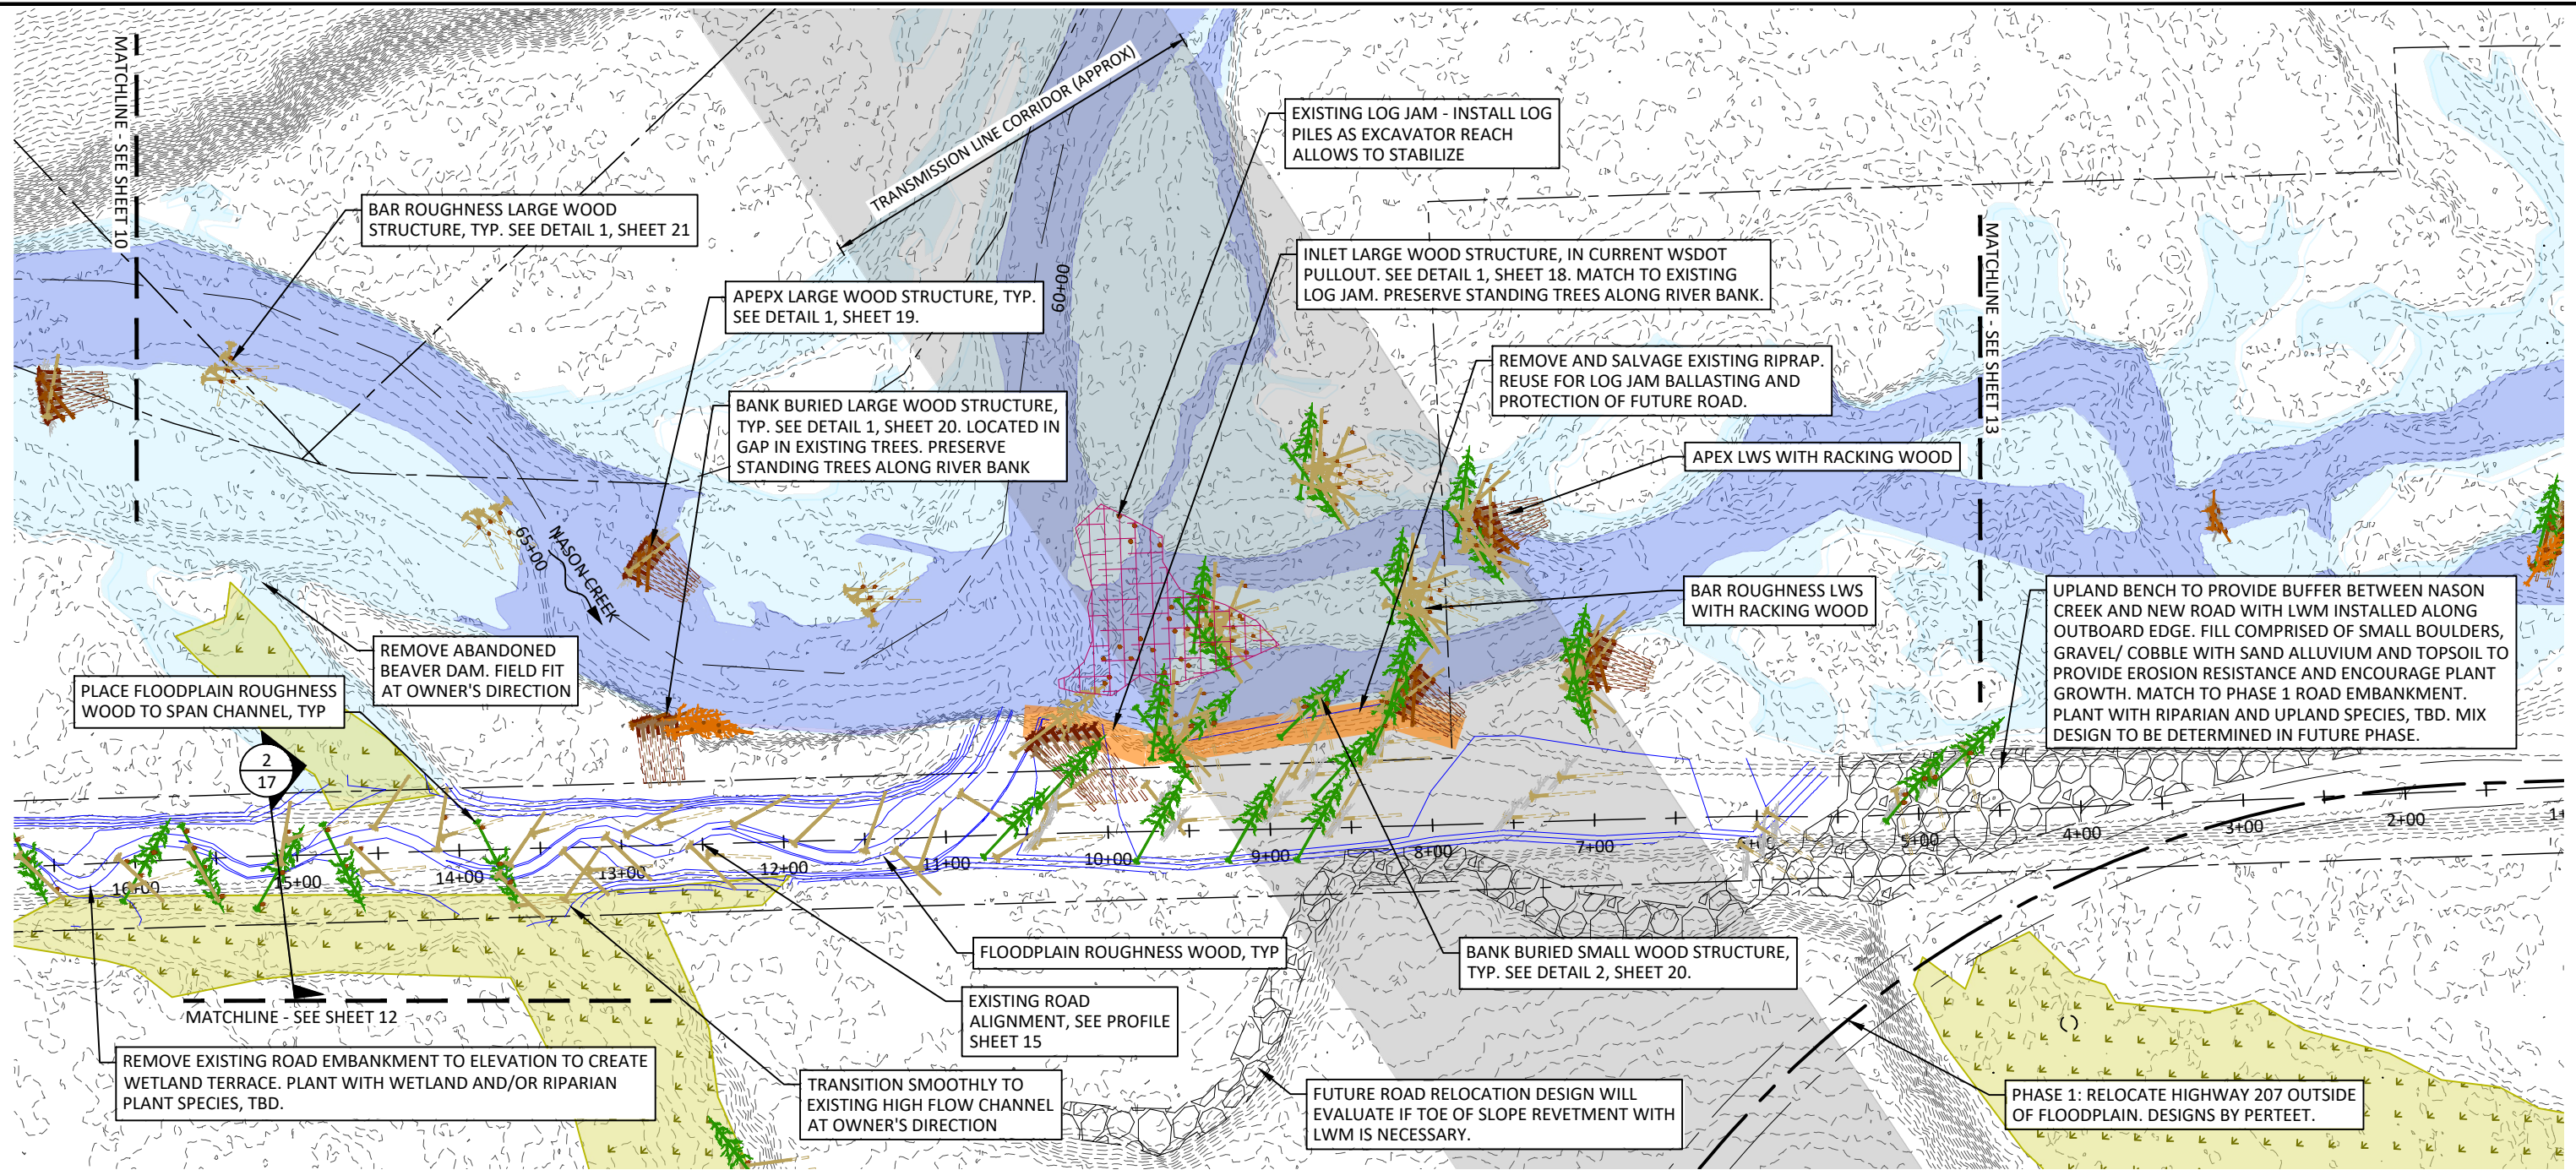 MATCHLINE - SEE SHEET 10
TRANSMISSION LINE CORRIDOR (APPROX)
EXISTING LOG JAM - INSTALL LOG
PILES AS EXCAVATOR REACH
ALLOWS TO STABILIZE
BAR ROUGHNESS LARGE WOOD
STRUCTURE, TYP. SEE DETAIL 1, SHEET 21
INLET LARGE WOOD STRUCTURE, IN CURRENT WSDOT
PULLOUT. SEE DETAIL 1, SHEET 18. MATCH TO EXISTING
LOG JAM. PRESERVE STANDING TREES ALONG RIVER BANK.
MATCHLINE - SEE SHEET 13
APEPX LARGE WOOD STRUCTURE, TYP.
SEE DETAIL 1, SHEET 19.
60+00
REMOVE AND SALVAGE EXISTING RIPRAP.
REUSE FOR LOG JAM BALLASTING AND
PROTECTION OF FUTURE ROAD.
BANK BURIED LARGE WOOD STRUCTURE,
TYP. SEE DETAIL 1, SHEET 20. LOCATED IN
GAP IN EXISTING TREES. PRESERVE
STANDING TREES ALONG RIVER BANK
APEX LWS WITH RACKING WOOD
65+00
NASON CREEK
BAR ROUGHNESS LWS
WITH RACKING WOOD
UPLAND BENCH TO PROVIDE BUFFER BETWEEN NASON
CREEK AND NEW ROAD WITH LWM INSTALLED ALONG
OUTBOARD EDGE. FILL COMPRISED OF SMALL BOULDERS,
GRAVEL/ COBBLE WITH SAND ALLUVIUM AND TOPSOIL TO
PROVIDE EROSION RESISTANCE AND ENCOURAGE PLANT
GROWTH. MATCH TO PHASE 1 ROAD EMBANKMENT.
PLANT WITH RIPARIAN AND UPLAND SPECIES, TBD. MIX
DESIGN TO BE DETERMINED IN FUTURE PHASE.
REMOVE ABANDONED
BEAVER DAM. FIELD FIT
AT OWNER'S DIRECTION
PLACE FLOODPLAIN ROUGHNESS
WOOD TO SPAN CHANNEL, TYP
2
17
16+00
15+00
14+00
13+00
12+00
11+00
10+00
9+00
8+00
7+00
5+00
4+00
3+00
2+00
FLOODPLAIN ROUGHNESS WOOD, TYP
BANK BURIED SMALL WOOD STRUCTURE,
TYP. SEE DETAIL 2, SHEET 20.
EXISTING ROAD
ALIGNMENT, SEE PROFILE
SHEET 15
MATCHLINE - SEE SHEET 12
REMOVE EXISTING ROAD EMBANKMENT TO ELEVATION TO CREATE
WETLAND TERRACE. PLANT WITH WETLAND AND/OR RIPARIAN
PLANT SPECIES, TBD.
TRANSITION SMOOTHLY TO
EXISTING HIGH FLOW CHANNEL
AT OWNER'S DIRECTION
FUTURE ROAD RELOCATION DESIGN WILL
EVALUATE IF TOE OF SLOPE REVETMENT WITH
LWM IS NECESSARY.
PHASE 1: RELOCATE HIGHWAY 207 OUTSIDE
OF FLOODPLAIN. DESIGNS BY PERTEET.